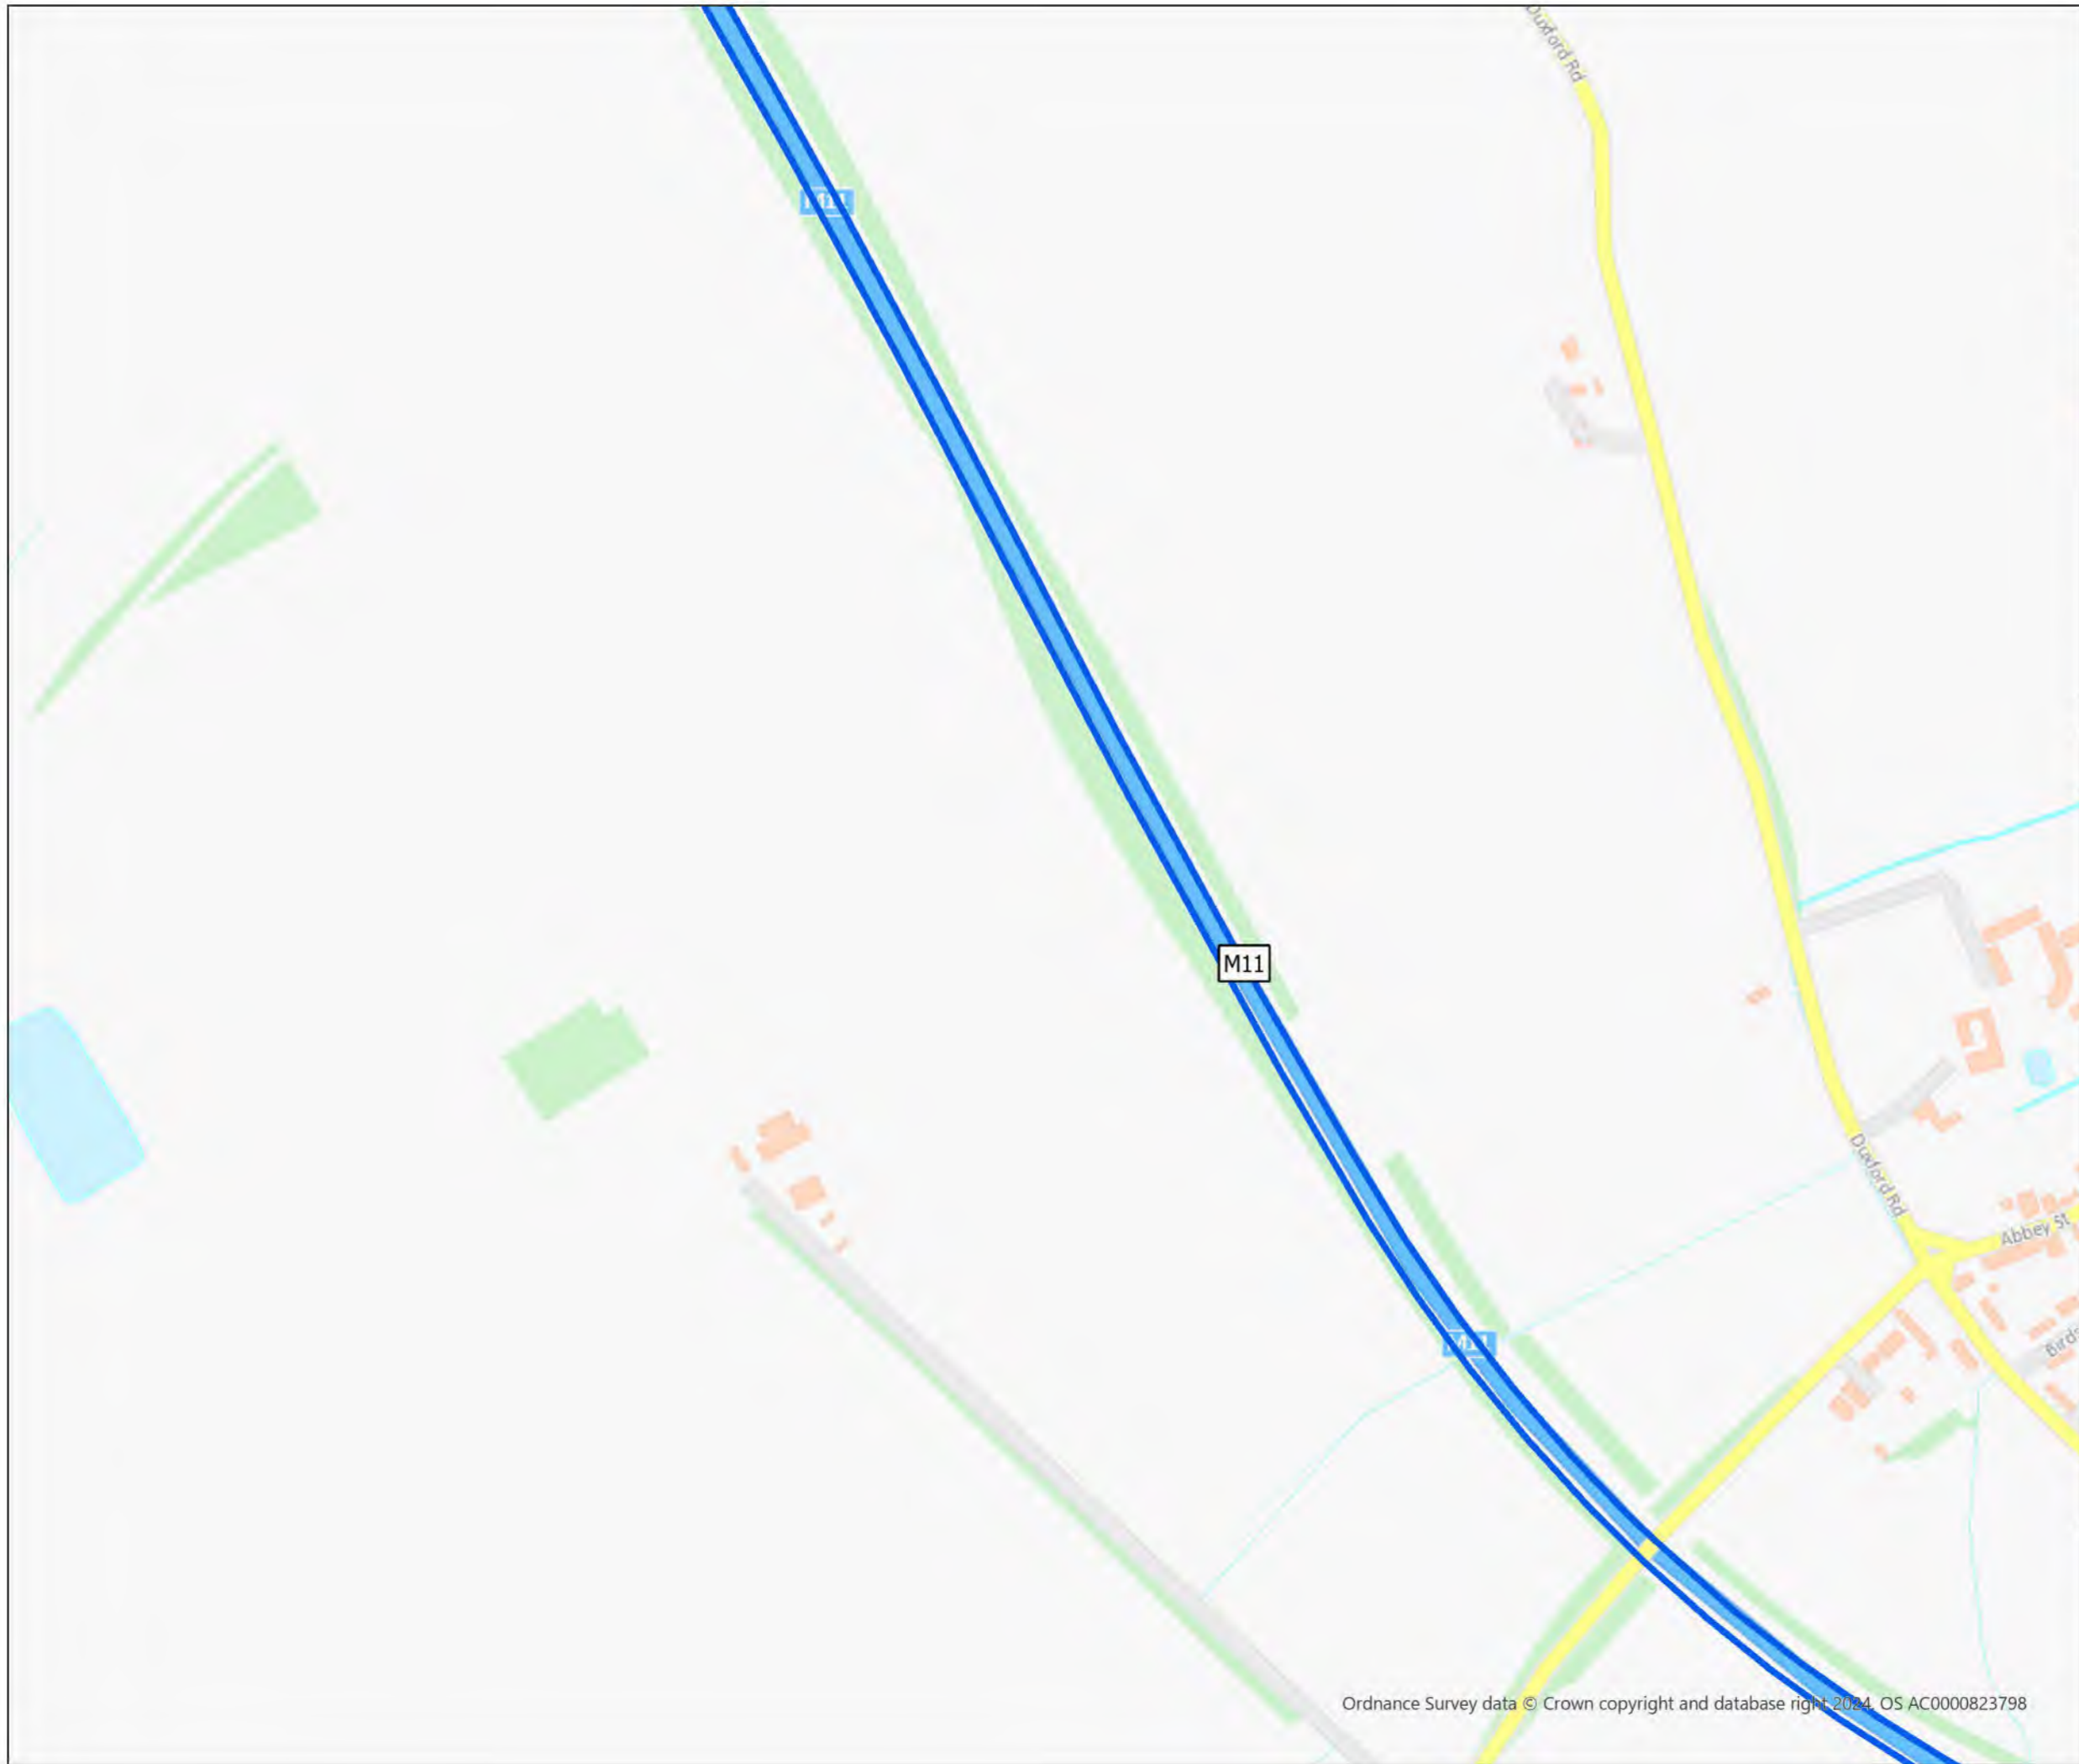 Duxford Rd
M11
M11
Duxford Rd
Abbey St
M11
Ordnance Survey data © Crown copyright and database right 2024, OS AC0000823798